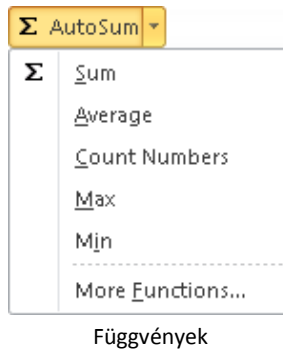 Σ AutoSum
Σ Sum
Average
Count Numbers
Max
Min
More Functions...
Függvények